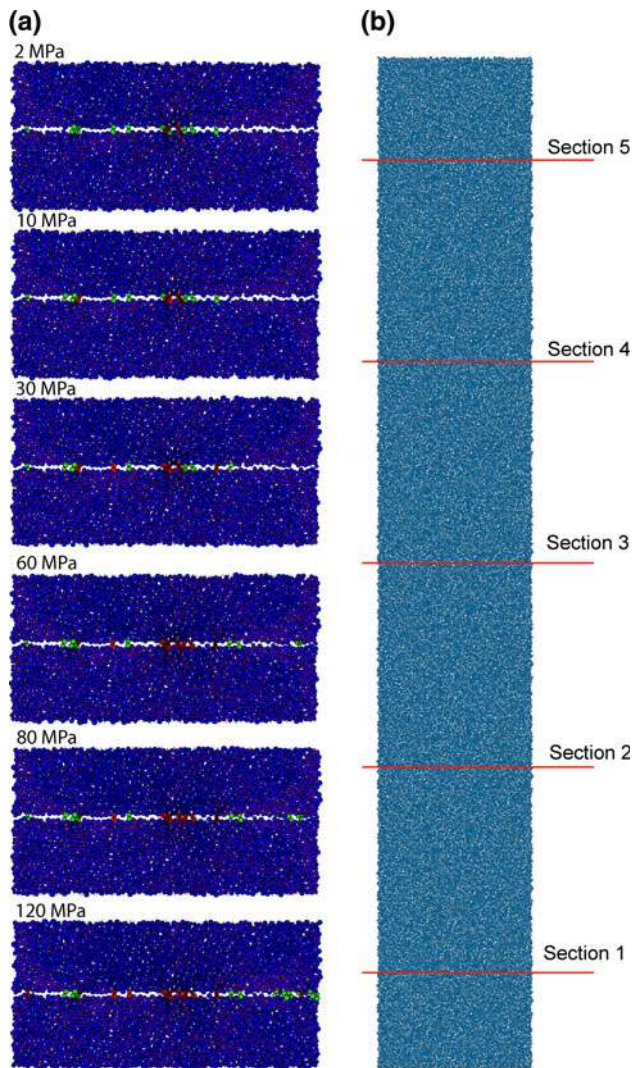 (a)
2 MPa
10 MPa
30 MPa
60 MPa
80 MPa
120 MPa
(b)
Section 5
Section 4
Section 3
Section 2
Section 1